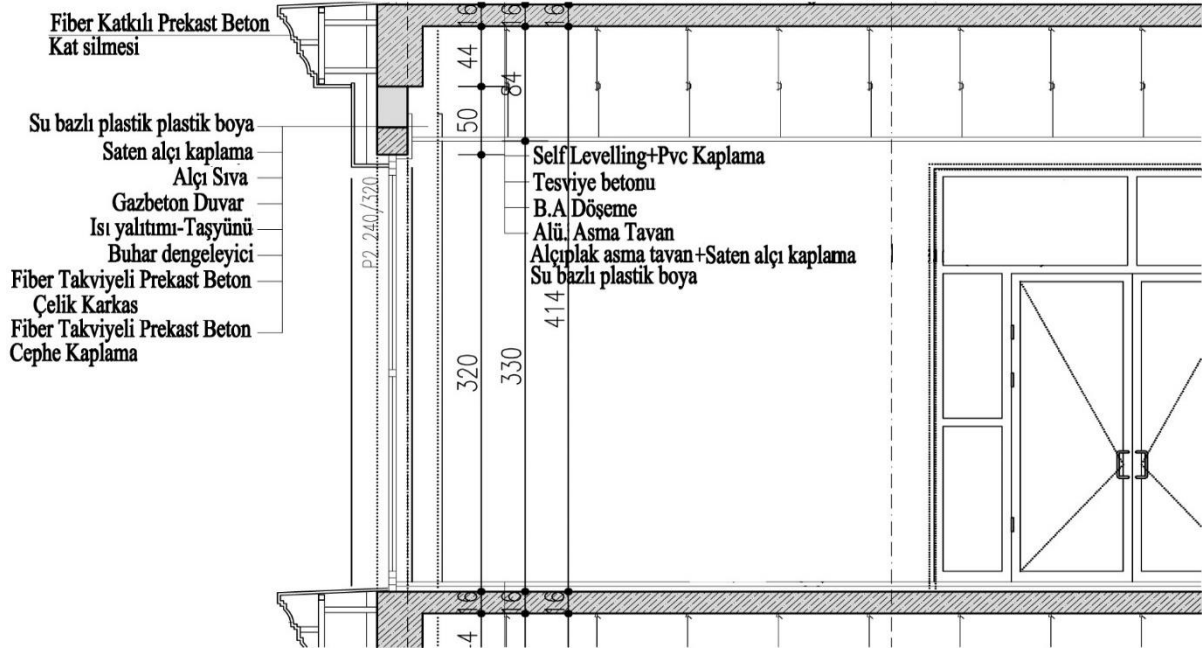 Fiber Katkılı Prekast Beton
Kat silmesi
Su bazlı plastik plastik boya
Saten alçı kaplama
Alçı Sıva
Gazbeton Duvar
Isı yalıtımı-Taşyünü
Buhar dengeleyici
Fiber Takviyeli Prekast Beton
Çelik Karkas
Fiber Takviyeli Prekast Beton
Cephe Kaplama
P2 240/320
16 16 16
44
84
50
320
330
414
Self Levelling+Pvc Kaplama
Tesviye betonu
B.A Döşeme
Alü. Asma Tavan
Alçıplak asma tavan+Saten alçı kaplama
Su bazlı plastik boya
16 16 16